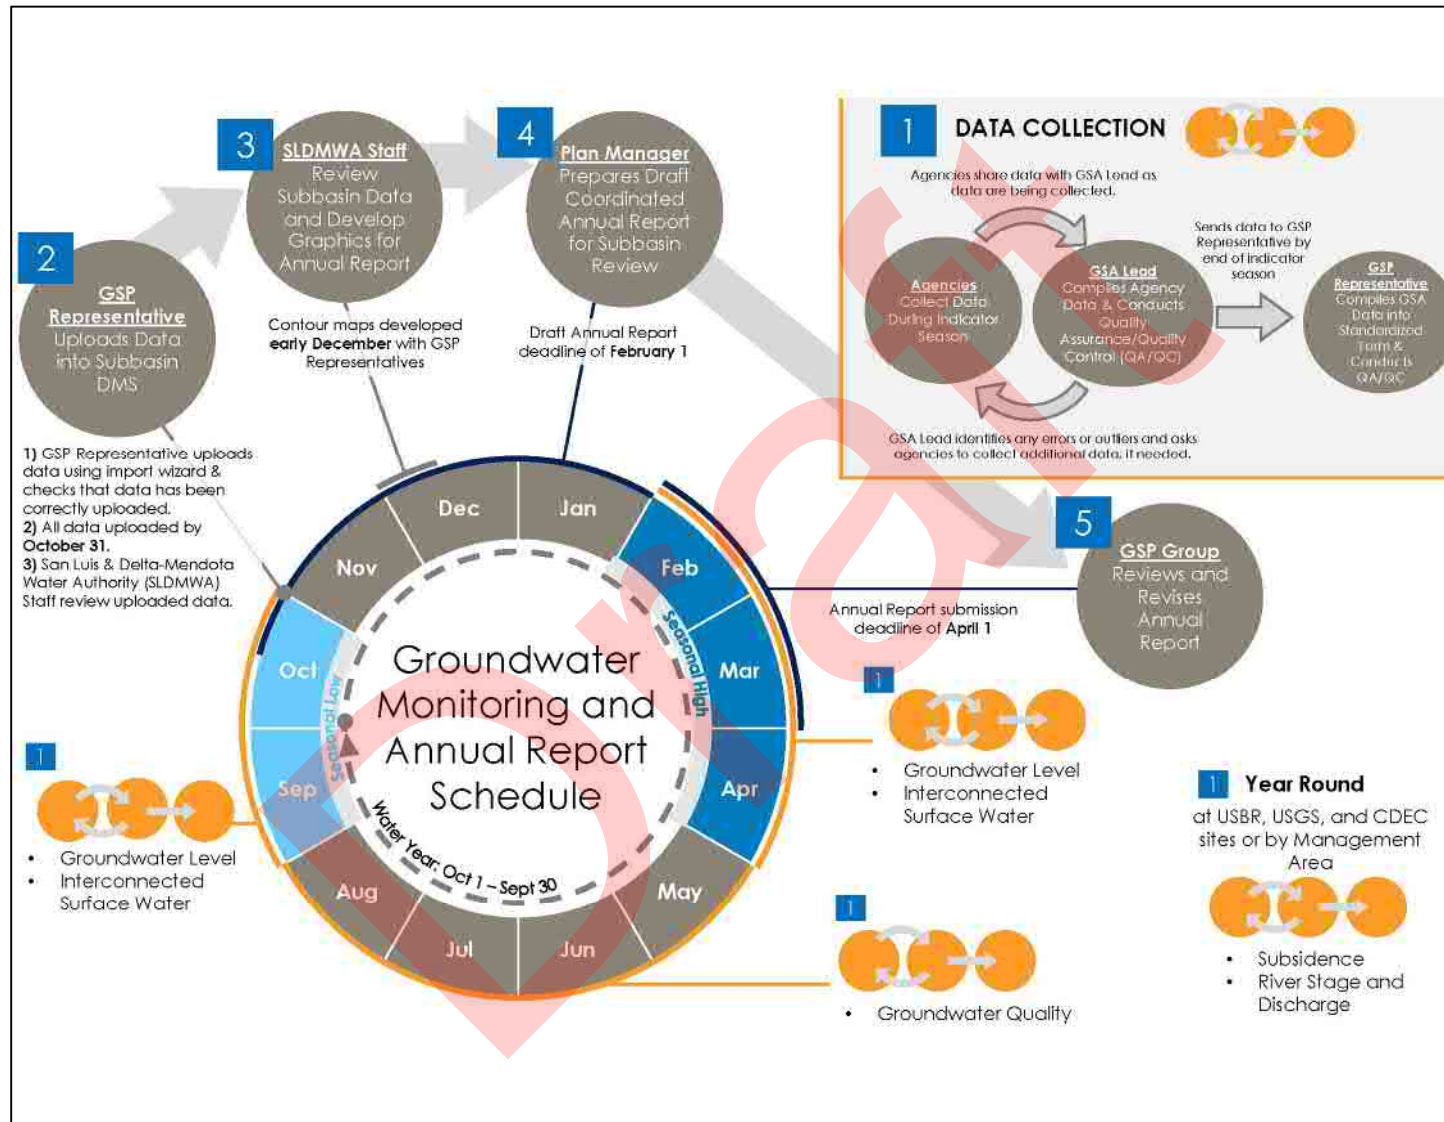 3
SLDMWA Staff
Review
Subbasin Data
and Develop
Graphics for
Annual Report
4
Plan Manager
Prepares Draft
Coordinated
Annual Report
for Subbasin
Review
2
GSP
Representative
Uploads Data
into Subbasin
DMS
Contour maps developed
early December with GSP
Representatives
Draft Annual Report
deadline of February 1
1) GSP Representative uploads
data using import wizard &
checks that data has been
correctly uploaded.
2) All data uploaded by
October 31.
3) San Luis & Delta-Mendota
Water Authority (SLDMWA)
Staff review uploaded data.
1 DATA COLLECTION
Agencies share data with GSA Lead as
data are being collected.
Agencies
Collect Data
During Indicator
Season
GSA Lead
Compiles Agency
Data & Conducts
Quality
Assurance/Quality
Control (QA/QC)
Sends data to GSP
Representative by
end of indicator
season
GSP
Representative
Compiles GSA
Data into
Standardized
Term &
Conducts
QA/QC
GSA Lead identifies any errors or outliers and asks
agencies to collect additional data, if needed.
5
GSP Group
Reviews and
Revises
Annual
Report
Annual Report submission
deadline of April 1
Dec
Jan
Nov
Feb
Oct
Mar
Sep
Apr
Aug
May
Jul
Jun
Seasonal Low
Seasonal High
Groundwater
Monitoring and
Annual Report
Schedule
Water Year: Oct 1 – Sept 30
1
• Groundwater Level
• Interconnected
Surface Water
1
• Groundwater Level
• Interconnected
Surface Water
1
• Groundwater Quality
1 Year Round
at USBR, USGS, and CDEC
sites or by Management
Area
• Subsidence
• River Stage and
Discharge
Draft